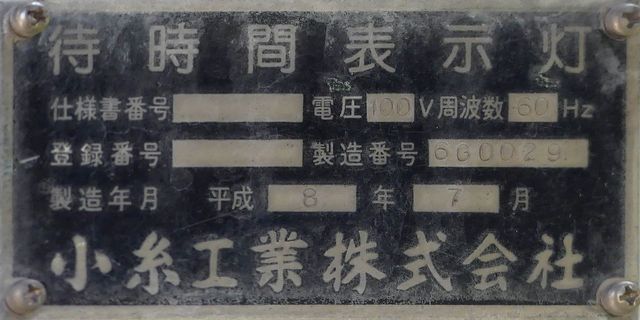 待時間表示灯
仕様書番号 電圧 100 V 周波数 60 Hz
登録番号 製造番号 6G0029
製造年月 平成 8 年 7 月
小糸工業株式会社